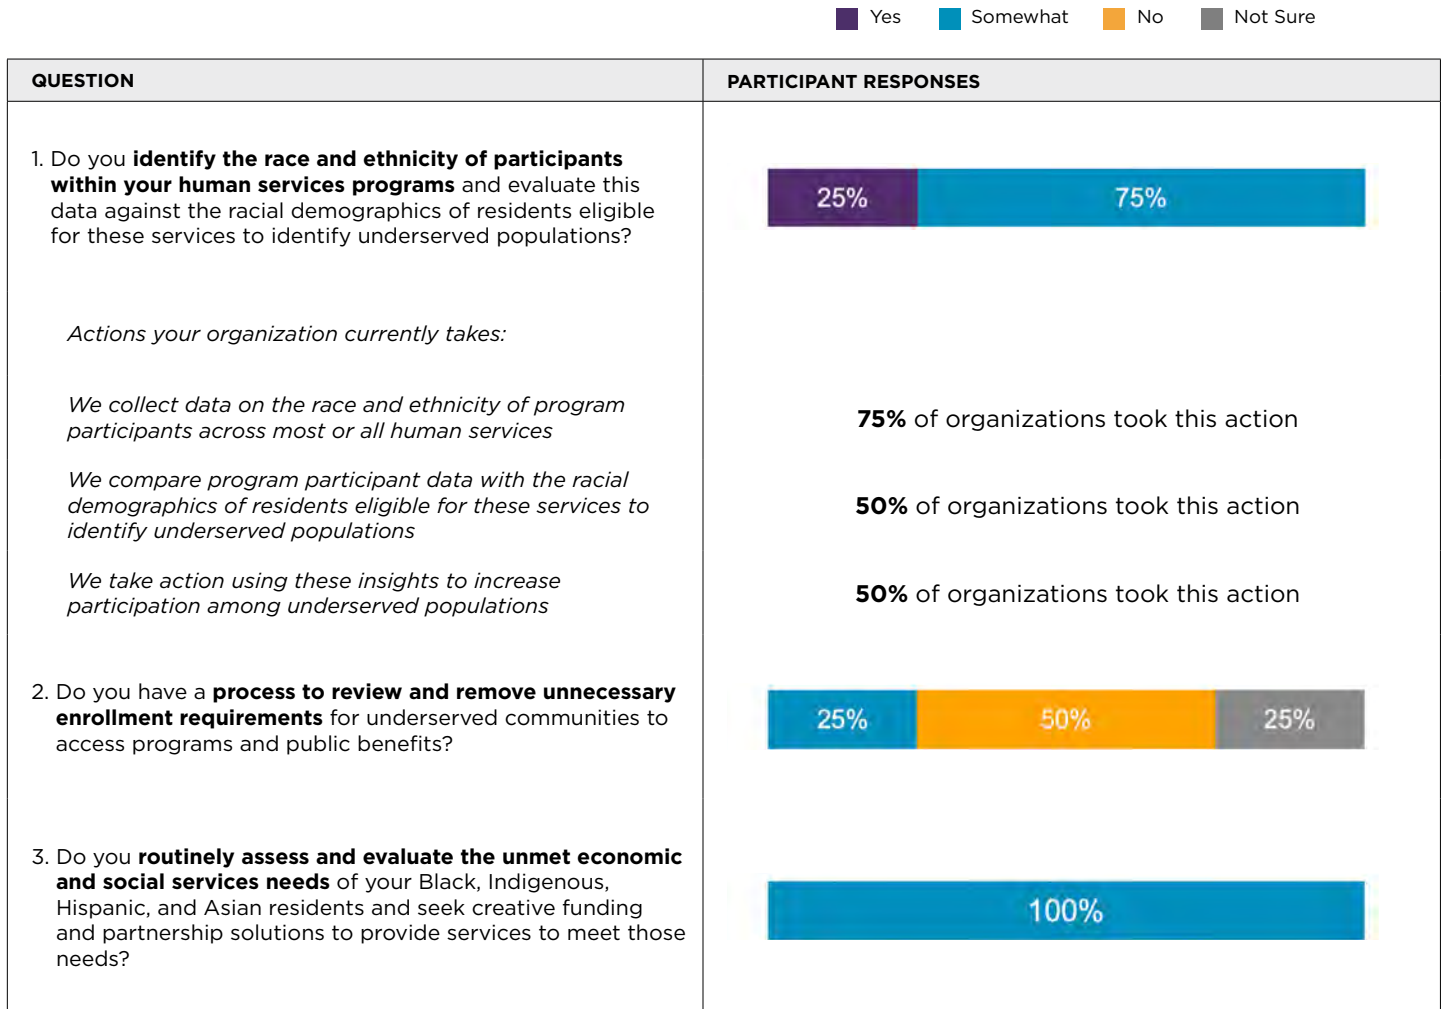 Yes Somewhat No Not Sure
QUESTION
PARTICIPANT RESPONSES
1. Do you identify the race and ethnicity of participants
within your human services programs and evaluate this
data against the racial demographics of residents eligible
for these services to identify underserved populations?
25% 75%
Actions your organization currently takes:
We collect data on the race and ethnicity of program
participants across most or all human services
75% of organizations took this action
We compare program participant data with the racial
demographics of residents eligible for these services to
identify underserved populations
50% of organizations took this action
We take action using these insights to increase
participation among underserved populations
50% of organizations took this action
2. Do you have a process to review and remove unnecessary
enrollment requirements for underserved communities to
access programs and public benefits?
25% 50% 25%
3. Do you routinely assess and evaluate the unmet economic
and social services needs of your Black, Indigenous,
Hispanic, and Asian residents and seek creative funding
and partnership solutions to provide services to meet those
needs?
100%